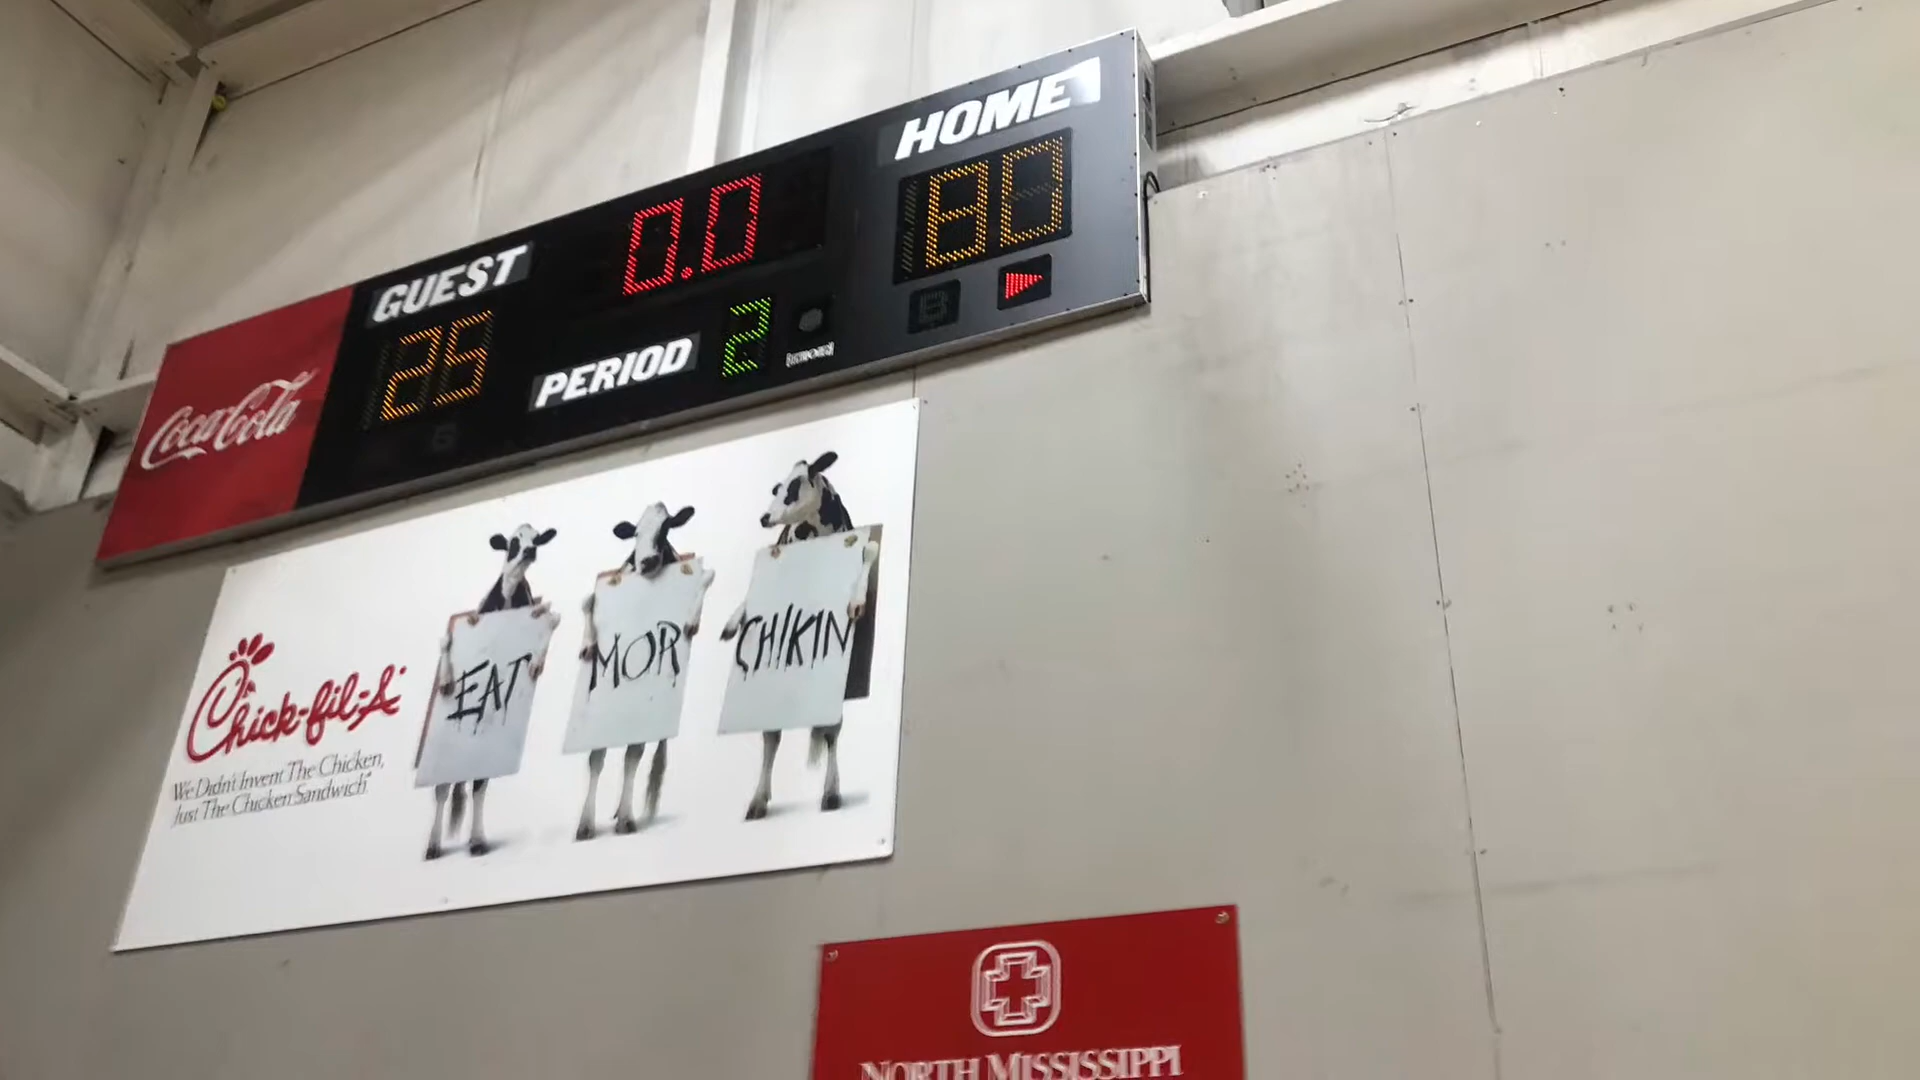 HOME
80
0.0
GUEST
25
PERIOD
2
B
Coca-Cola
EAT
MOR
CHIKIN
Chick-fil-A
We Didn't Invent The Chicken,
Just The Chicken Sandwich
NORTH MISSISSIPPI